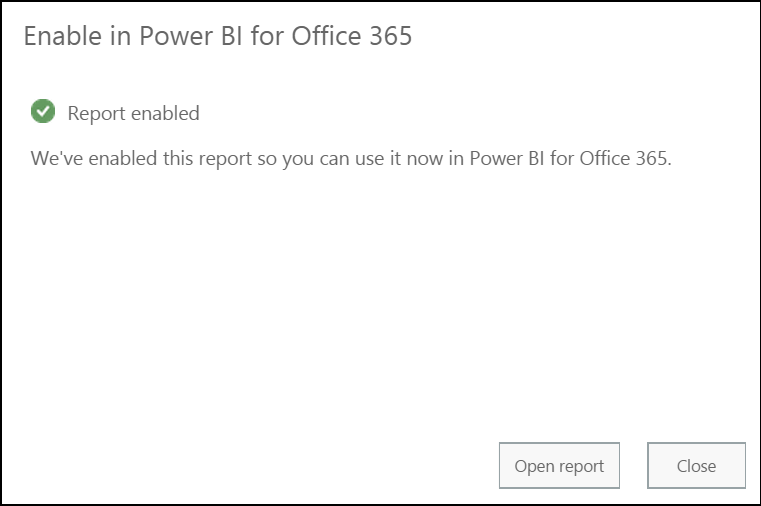 Enable in Power BI for Office 365
Report enabled
We've enabled this report so you can use it now in Power BI for Office 365.
Open report
Close